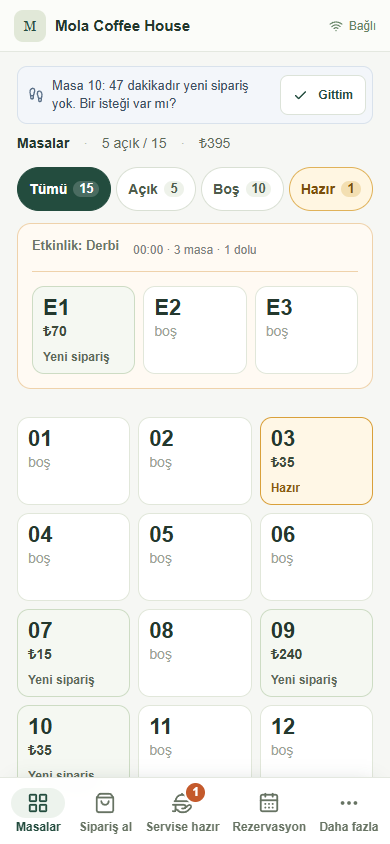 M
Mola Coffee House
Bağlı
Masa 10: 47 dakikadır yeni sipariş
yok. Bir isteği var mı?
Gittim
Masalar · 5 açık / 15 · ₺395
Tümü 15
Açık 5
Boş 10
Hazır 1
Etkinlik: Derbi
00:00 · 3 masa · 1 dolu
E1
₺70
Yeni sipariş
E2
boş
E3
boş
01
boş
02
boş
03
₺35
Hazır
04
boş
05
boş
06
boş
07
₺15
Yeni sipariş
08
boş
09
₺240
Yeni sipariş
10
₺35
Yeni sipariş
11
boş
12
boş
1
Masalar
Sipariş al
Servise hazır
Rezervasyon
Daha fazla